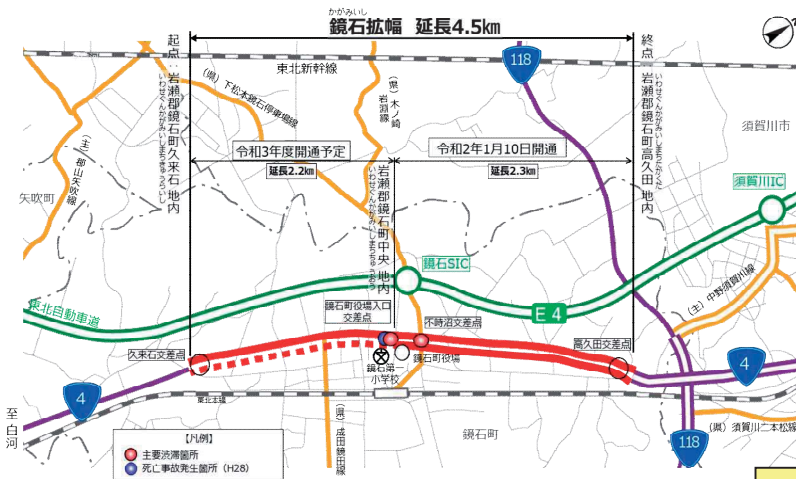 かがみいし
鏡石拡幅 延長4.5km
起点:岩瀬郡鏡石町久来石 地内
いわせぐんかがみいしまちきゅうらいし
終点:岩瀬郡鏡石町高久田 地内
いわせぐんかがみいしまちたかくだ
東北新幹線
118
(県)下松本鏡石停車場線
(県)木ノ崎岩淵線
(主)郡山矢吹線
矢吹町
須賀川市
令和3年度開通予定
延長2.2km
令和2年1月10日開通
延長2.3km
岩瀬郡鏡石町中央 地内
いわせぐんかがみいしまちちゅうおう
須賀川IC
鏡石SIC
E4
東北自動車道
(主)中野須賀川線
鏡石町役場入口
交差点
不時沼交差点
久来石交差点
高久田交差点
鏡石第一
小学校
鏡石町役場
4
4
至白河
東北本線
(県)成田鏡田線
鏡石町
118
(県)須賀川二本松線
【凡例】
主要渋滞箇所
死亡事故発生箇所(H28)